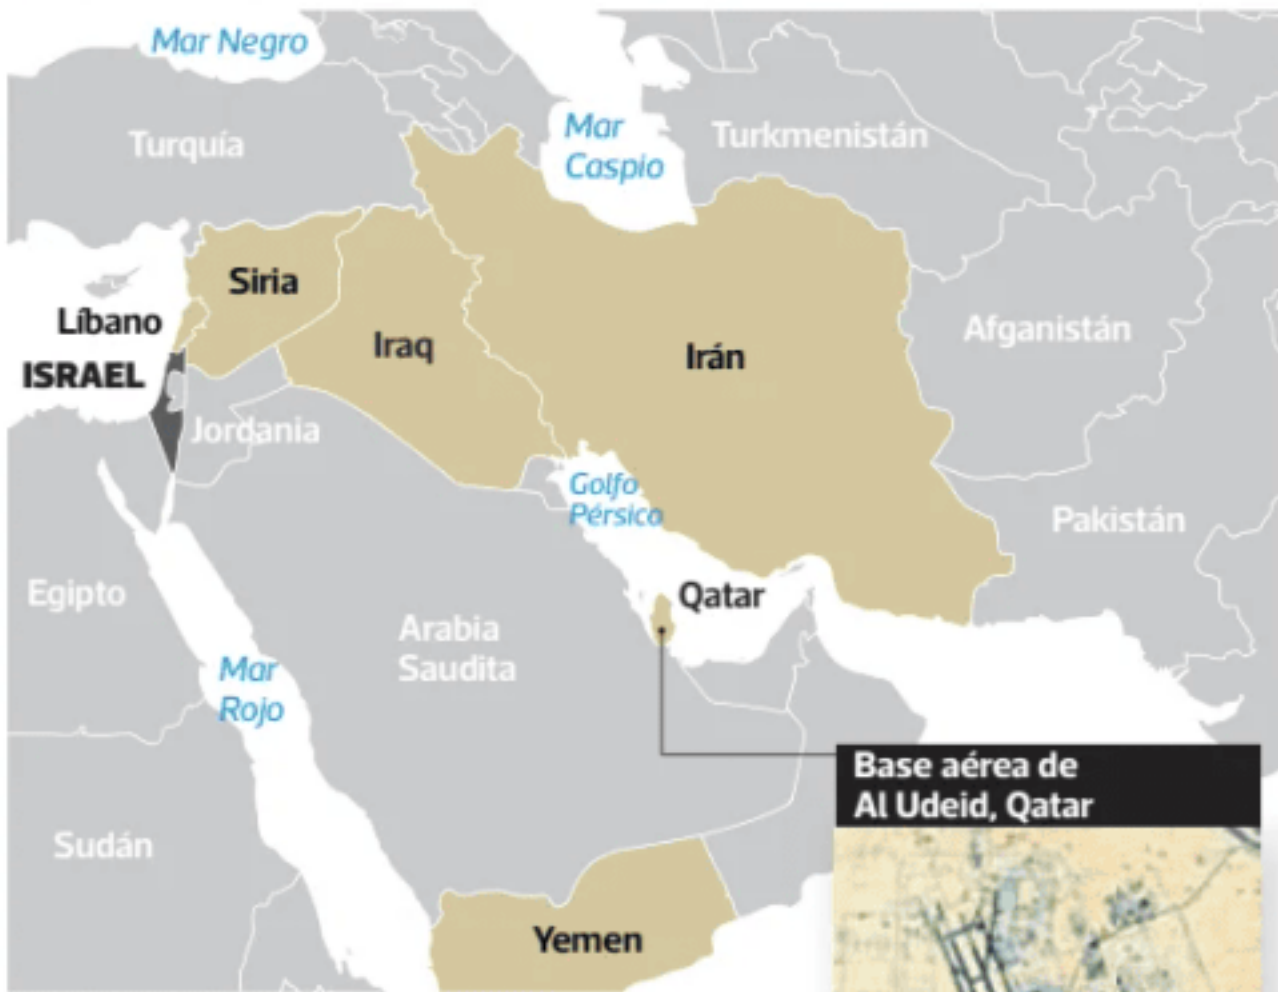 Mar Negro
Turquía
Mar
Caspio
Turkmenistán
Siria
Líbano
ISRAEL
Iraq
Irán
Afganistán
Jordania
Golfo
Pérsico
Pakistán
Egipto
Qatar
Arabia
Saudita
Mar
Rojo
Base aérea de
Al Udeid, Qatar
Sudán
Yemen